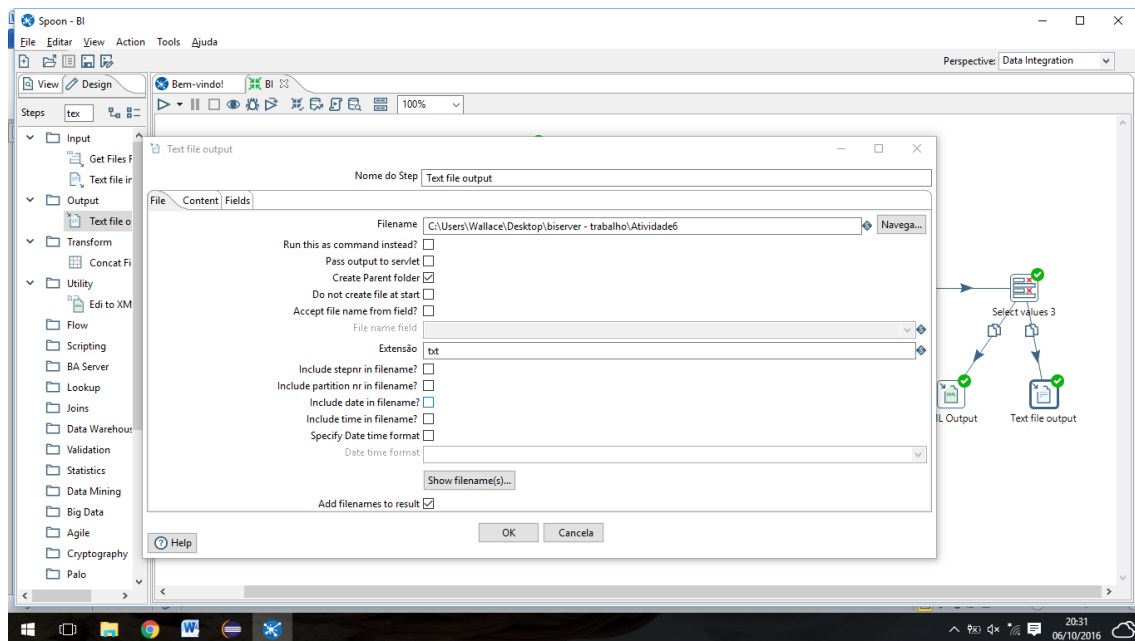 Spoon - BI
File Editar View Action Tools Ajuda
Perspective: Data Integration
View Design Bem-vindo! BI
Steps tex 100%
Input
Get Files F
Text file in
Output
Text file o
Transform
Concat Fi
Utility
Edi to XM
Flow
Scripting
BA Server
Lookup
Joins
Data Warehous
Validation
Statistics
Data Mining
Big Data
Agile
Cryptography
Palo
Text file output
Nome do Step Text file output
File Content Fields
Filename C:\Users\Wallace\Desktop\biserver - trabalho\Atividade6 Navega...
Run this as command instead?
Pass output to servlet
Create Parent folder
Do not create file at start
Accept file name from field?
File name field
Extensão txt
Include stepnr in filename?
Include partition nr in filename?
Include date in filename?
Include time in filename?
Specify Date time format
Date time format
Show filename(s)...
Add filenames to result
OK Cancela
Help
Select values 3
L Output Text file output
20:31
06/10/2016